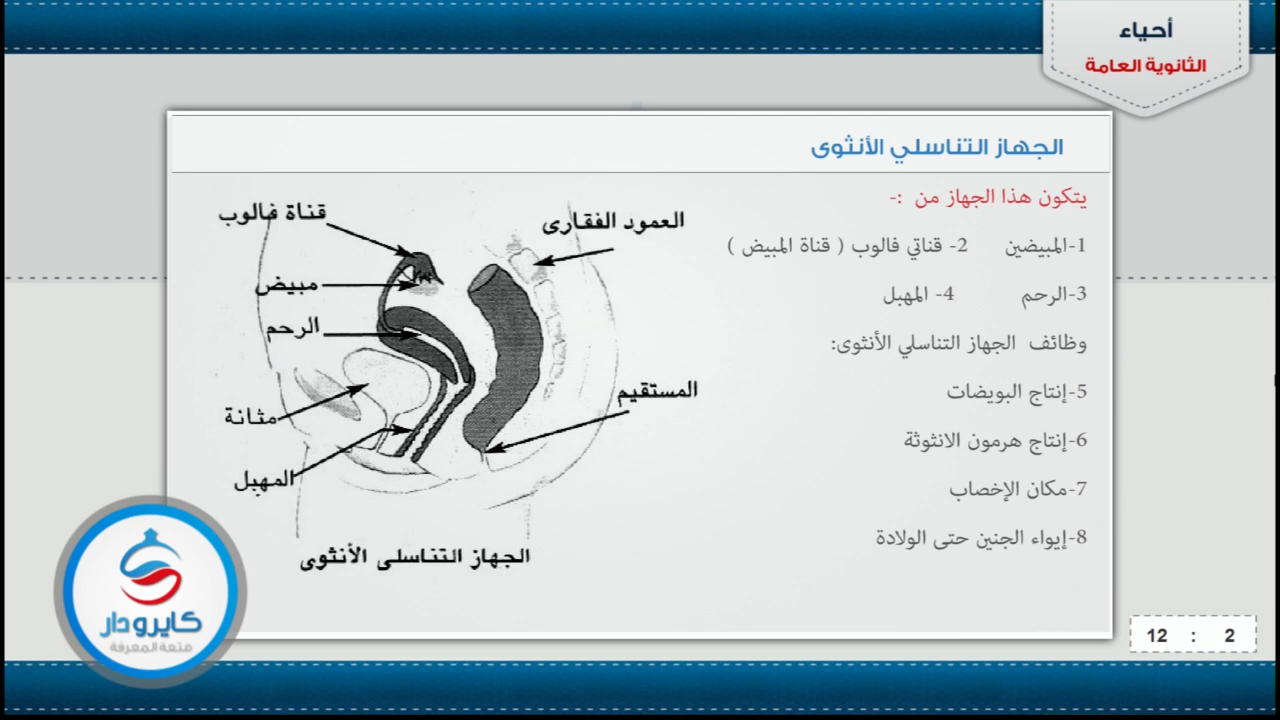 أحياء
الثانوية العامة
الجهاز التناسلي الأنثوى
يتكون هذا الجهاز من :-
1-المبيضين 2- قناتي فالوب ( قناة المبيض )
3-الرحم 4- المهبل
وظائف الجهاز التناسلي الأنثوى:
5-إنتاج البويضات
6-إنتاج هرمون الانثوثة
7-مكان الإخصاب
8-إيواء الجنين حتى الولادة
العمود الفقارى
قناة فالوب
مبيض
الرحم
المستقيم
مثانة
المهبل
الجهاز التناسلى الأنثوى
كايرودار
متعة المعرفة
12 : 2